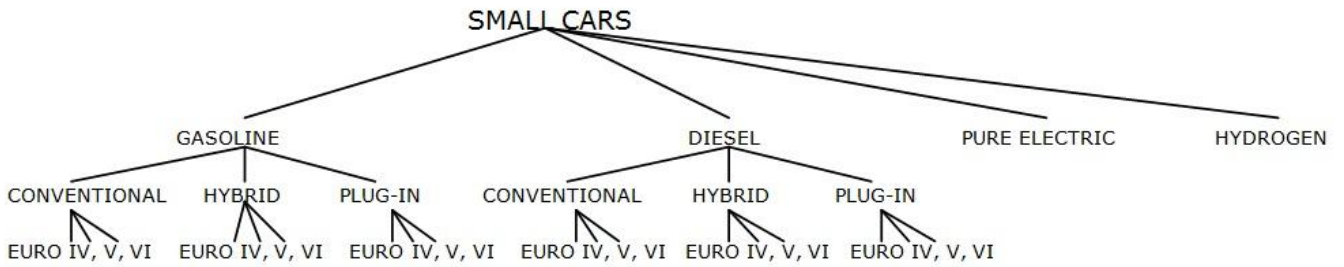 SMALL CARS
GASOLINE DIESEL PURE ELECTRIC HYDROGEN
CONVENTIONAL HYBRID PLUG-IN CONVENTIONAL HYBRID PLUG-IN
EURO IV, V, VI EURO IV, V, VI EURO IV, V, VI EURO IV, V, VI EURO IV, V, VI EURO IV, V, VI